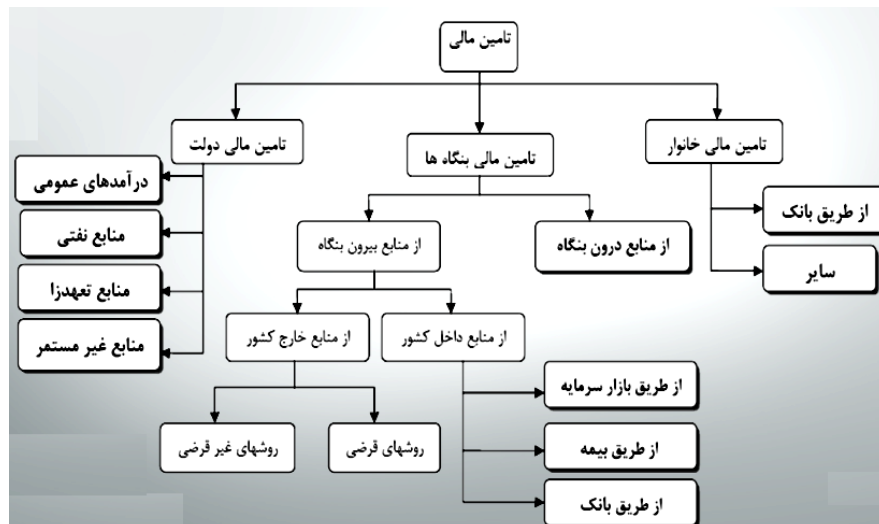 تامین مالی
تامین مالی خانوار
تامین مالی بنگاه ها
تامین مالی دولت
از طریق بانک
سایر
از منابع درون بنگاه
از منابع بیرون بنگاه
درآمدهای عمومی
منابع نفتی
منابع تعهدزا
منابع غیر مستمر
از منابع داخل کشور
از منابع خارج کشور
از طریق بازار سرمایه
از طریق بیمه
از طریق بانک
روشهای قرضی
روشهای غیر قرضی